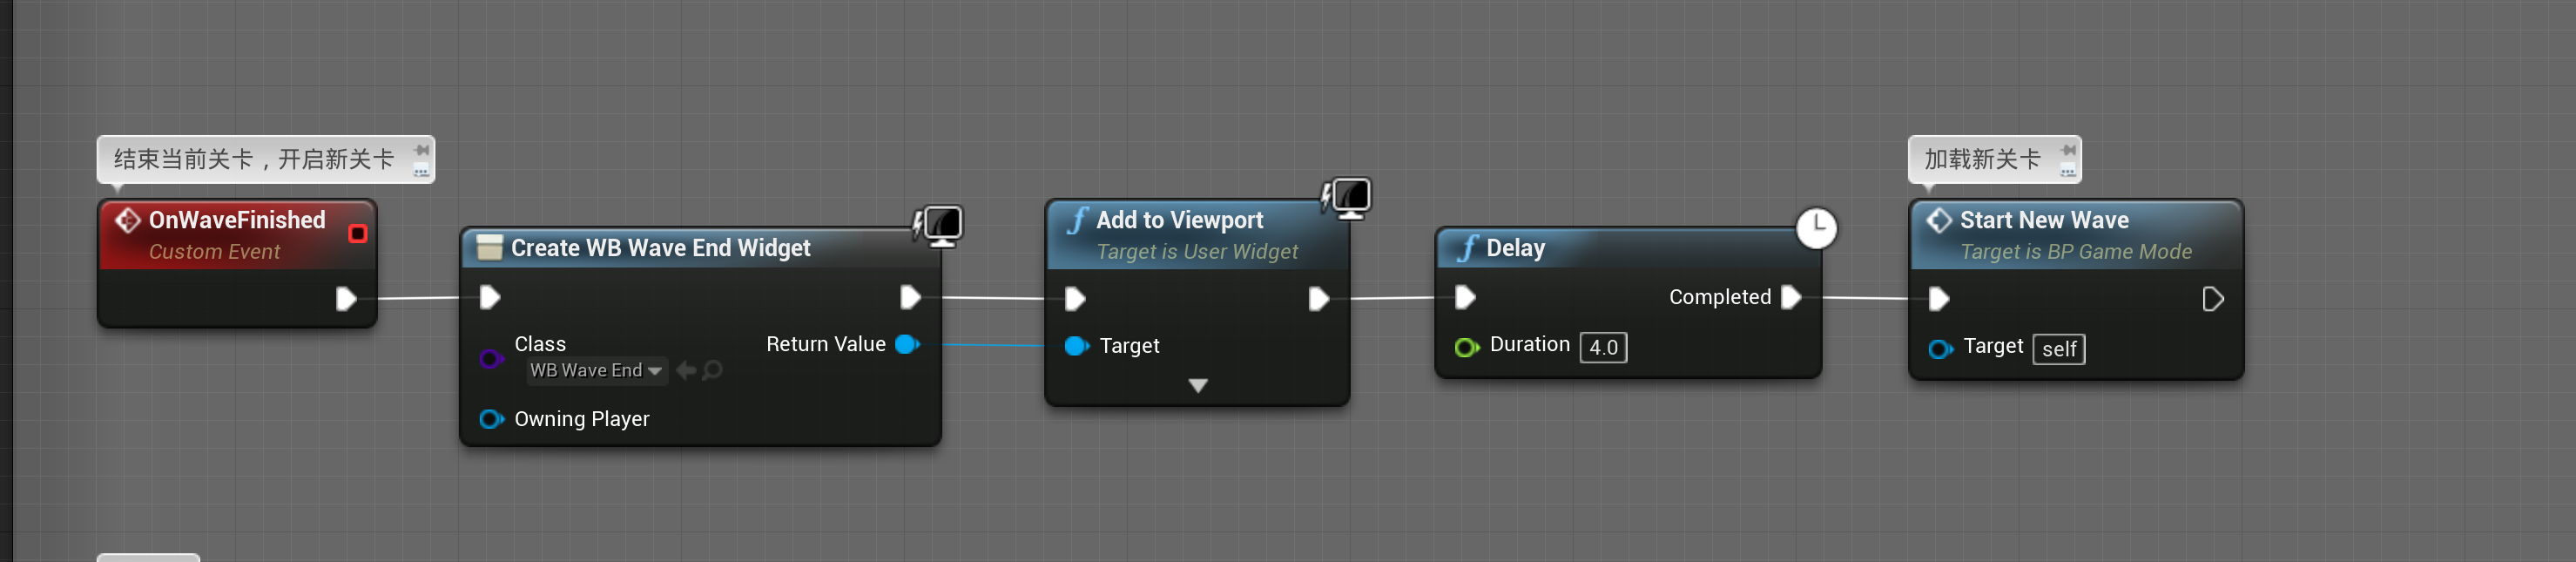 结束当前关卡，开启新关卡
OnWaveFinished
Custom Event
Create WB Wave End Widget
Class
WB Wave End
Return Value
Owning Player
Add to Viewport
Target is User Widget
Target
Delay
Completed
Duration 4.0
加载新关卡
Start New Wave
Target is BP Game Mode
Target self